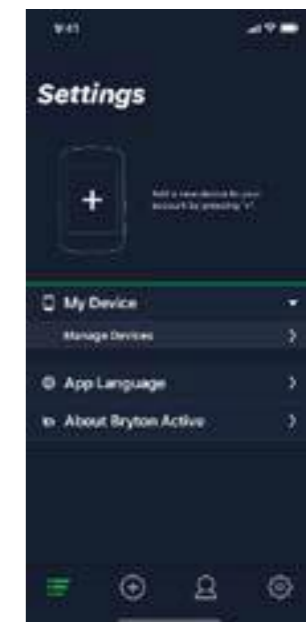 9:41
Settings
Add a new device to your
account by pressing "+".
My Device
Manage Devices
App Language
About Bryton Active